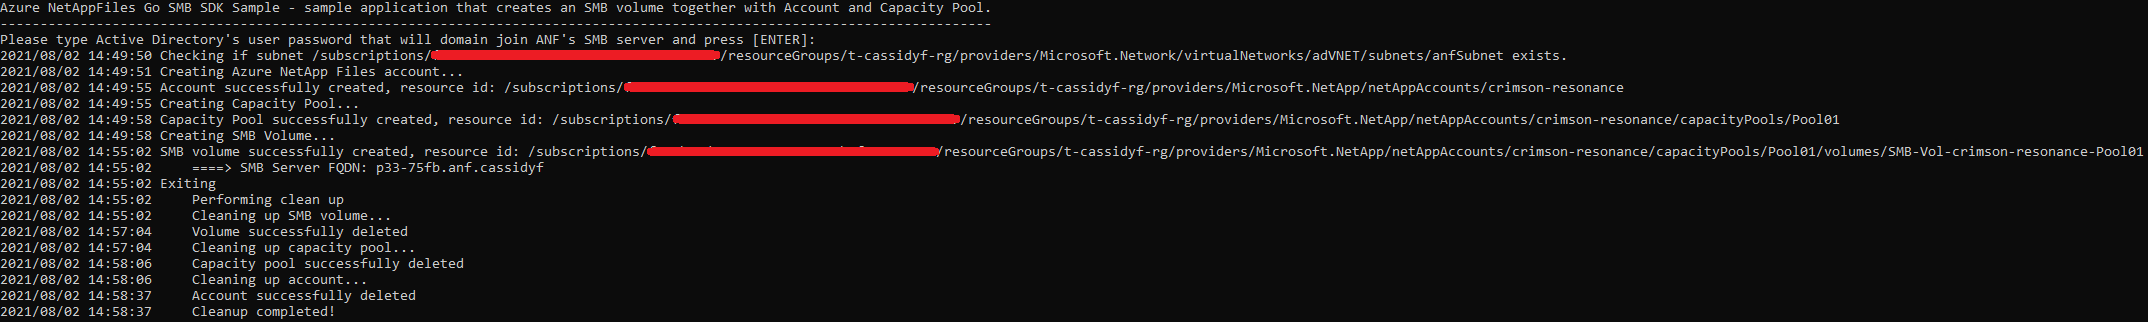 Azure NetAppFiles Go SMB SDK Sample - sample application that creates an SMB volume together with Account and Capacity Pool.
----------------------------------------------------------------------------------------------------------------------------
Please type Active Directory's user password that will domain join ANF's SMB server and press [ENTER]:
2021/08/02 14:49:50 Checking if subnet /subscriptions/ /resourceGroups/t-cassidyf-rg/providers/Microsoft.Network/virtualNetworks/adVNET/subnets/anfSubnet exists.
2021/08/02 14:49:51 Creating Azure NetApp Files account...
2021/08/02 14:49:55 Account successfully created, resource id: /subscriptions/ /resourceGroups/t-cassidyf-rg/providers/Microsoft.NetApp/netAppAccounts/crimson-resonance
2021/08/02 14:49:55 Creating Capacity Pool...
2021/08/02 14:49:58 Capacity Pool successfully created, resource id: /subscriptions/ /resourceGroups/t-cassidyf-rg/providers/Microsoft.NetApp/netAppAccounts/crimson-resonance/capacityPools/Pool01
2021/08/02 14:49:58 Creating SMB Volume...
2021/08/02 14:55:02 SMB volume successfully created, resource id: /subscriptions/ /resourceGroups/t-cassidyf-rg/providers/Microsoft.NetApp/netAppAccounts/crimson-resonance/capacityPools/Pool01/volumes/SMB-Vol-crimson-resonance-Pool01
2021/08/02 14:55:02     ====> SMB Server FQDN: p33-75fb.anf.cassidyf
2021/08/02 14:55:02 Exiting
2021/08/02 14:55:02     Performing clean up
2021/08/02 14:55:02     Cleaning up SMB volume...
2021/08/02 14:57:04     Volume successfully deleted
2021/08/02 14:57:04     Cleaning up capacity pool...
2021/08/02 14:58:06     Capacity pool successfully deleted
2021/08/02 14:58:06     Cleaning up account...
2021/08/02 14:58:37     Account successfully deleted
2021/08/02 14:58:37     Cleanup completed!